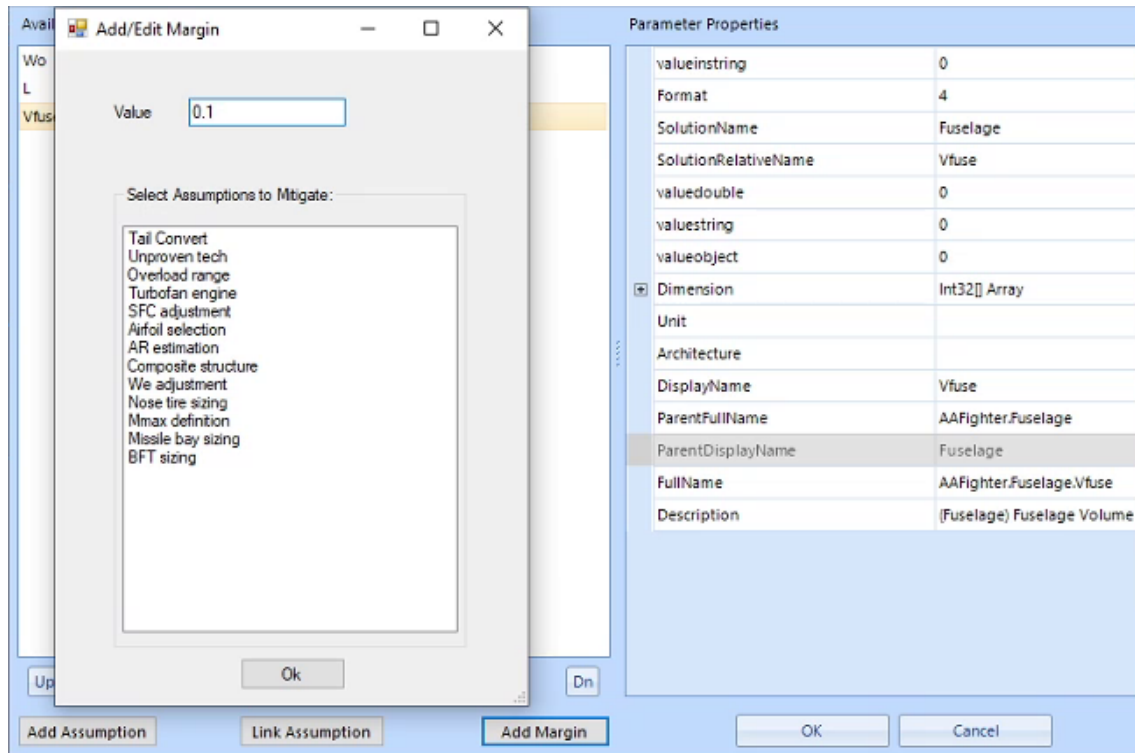 Avail
Wo
L
Vfuse
Add/Edit Margin
Value 0.1
Select Assumptions to Mitigate:
Tail Convert
Unproven tech
Overload range
Turbofan engine
SFC adjustment
Airfoil selection
AR estimation
Composite structure
We adjustment
Nose tire sizing
Mmax definition
Missile bay sizing
BFT sizing
Ok
Up
Dn
Add Assumption
Link Assumption
Add Margin
Parameter Properties
valueinstring 0
Format 4
SolutionName Fuselage
SolutionRelativeName Vfuse
valuedouble 0
valuestring 0
valueobject 0
Dimension Int32[] Array
Unit
Architecture
DisplayName Vfuse
ParentFullName AAFighter.Fuselage
ParentDisplayName Fuselage
FullName AAFighter.Fuselage.Vfuse
Description (Fuselage) Fuselage Volume
OK
Cancel